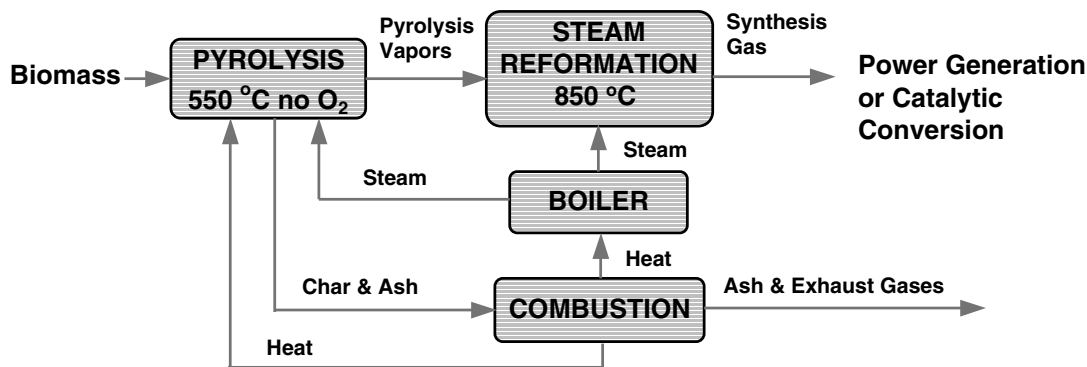 Biomass
PYROLYSIS
550 °C no O₂
Pyrolysis
Vapors
STEAM
REFORMATION
850 ºC
Synthesis
Gas
Power Generation
or Catalytic
Conversion
Steam
Steam
BOILER
Heat
Char & Ash
COMBUSTION
Ash & Exhaust Gases
Heat